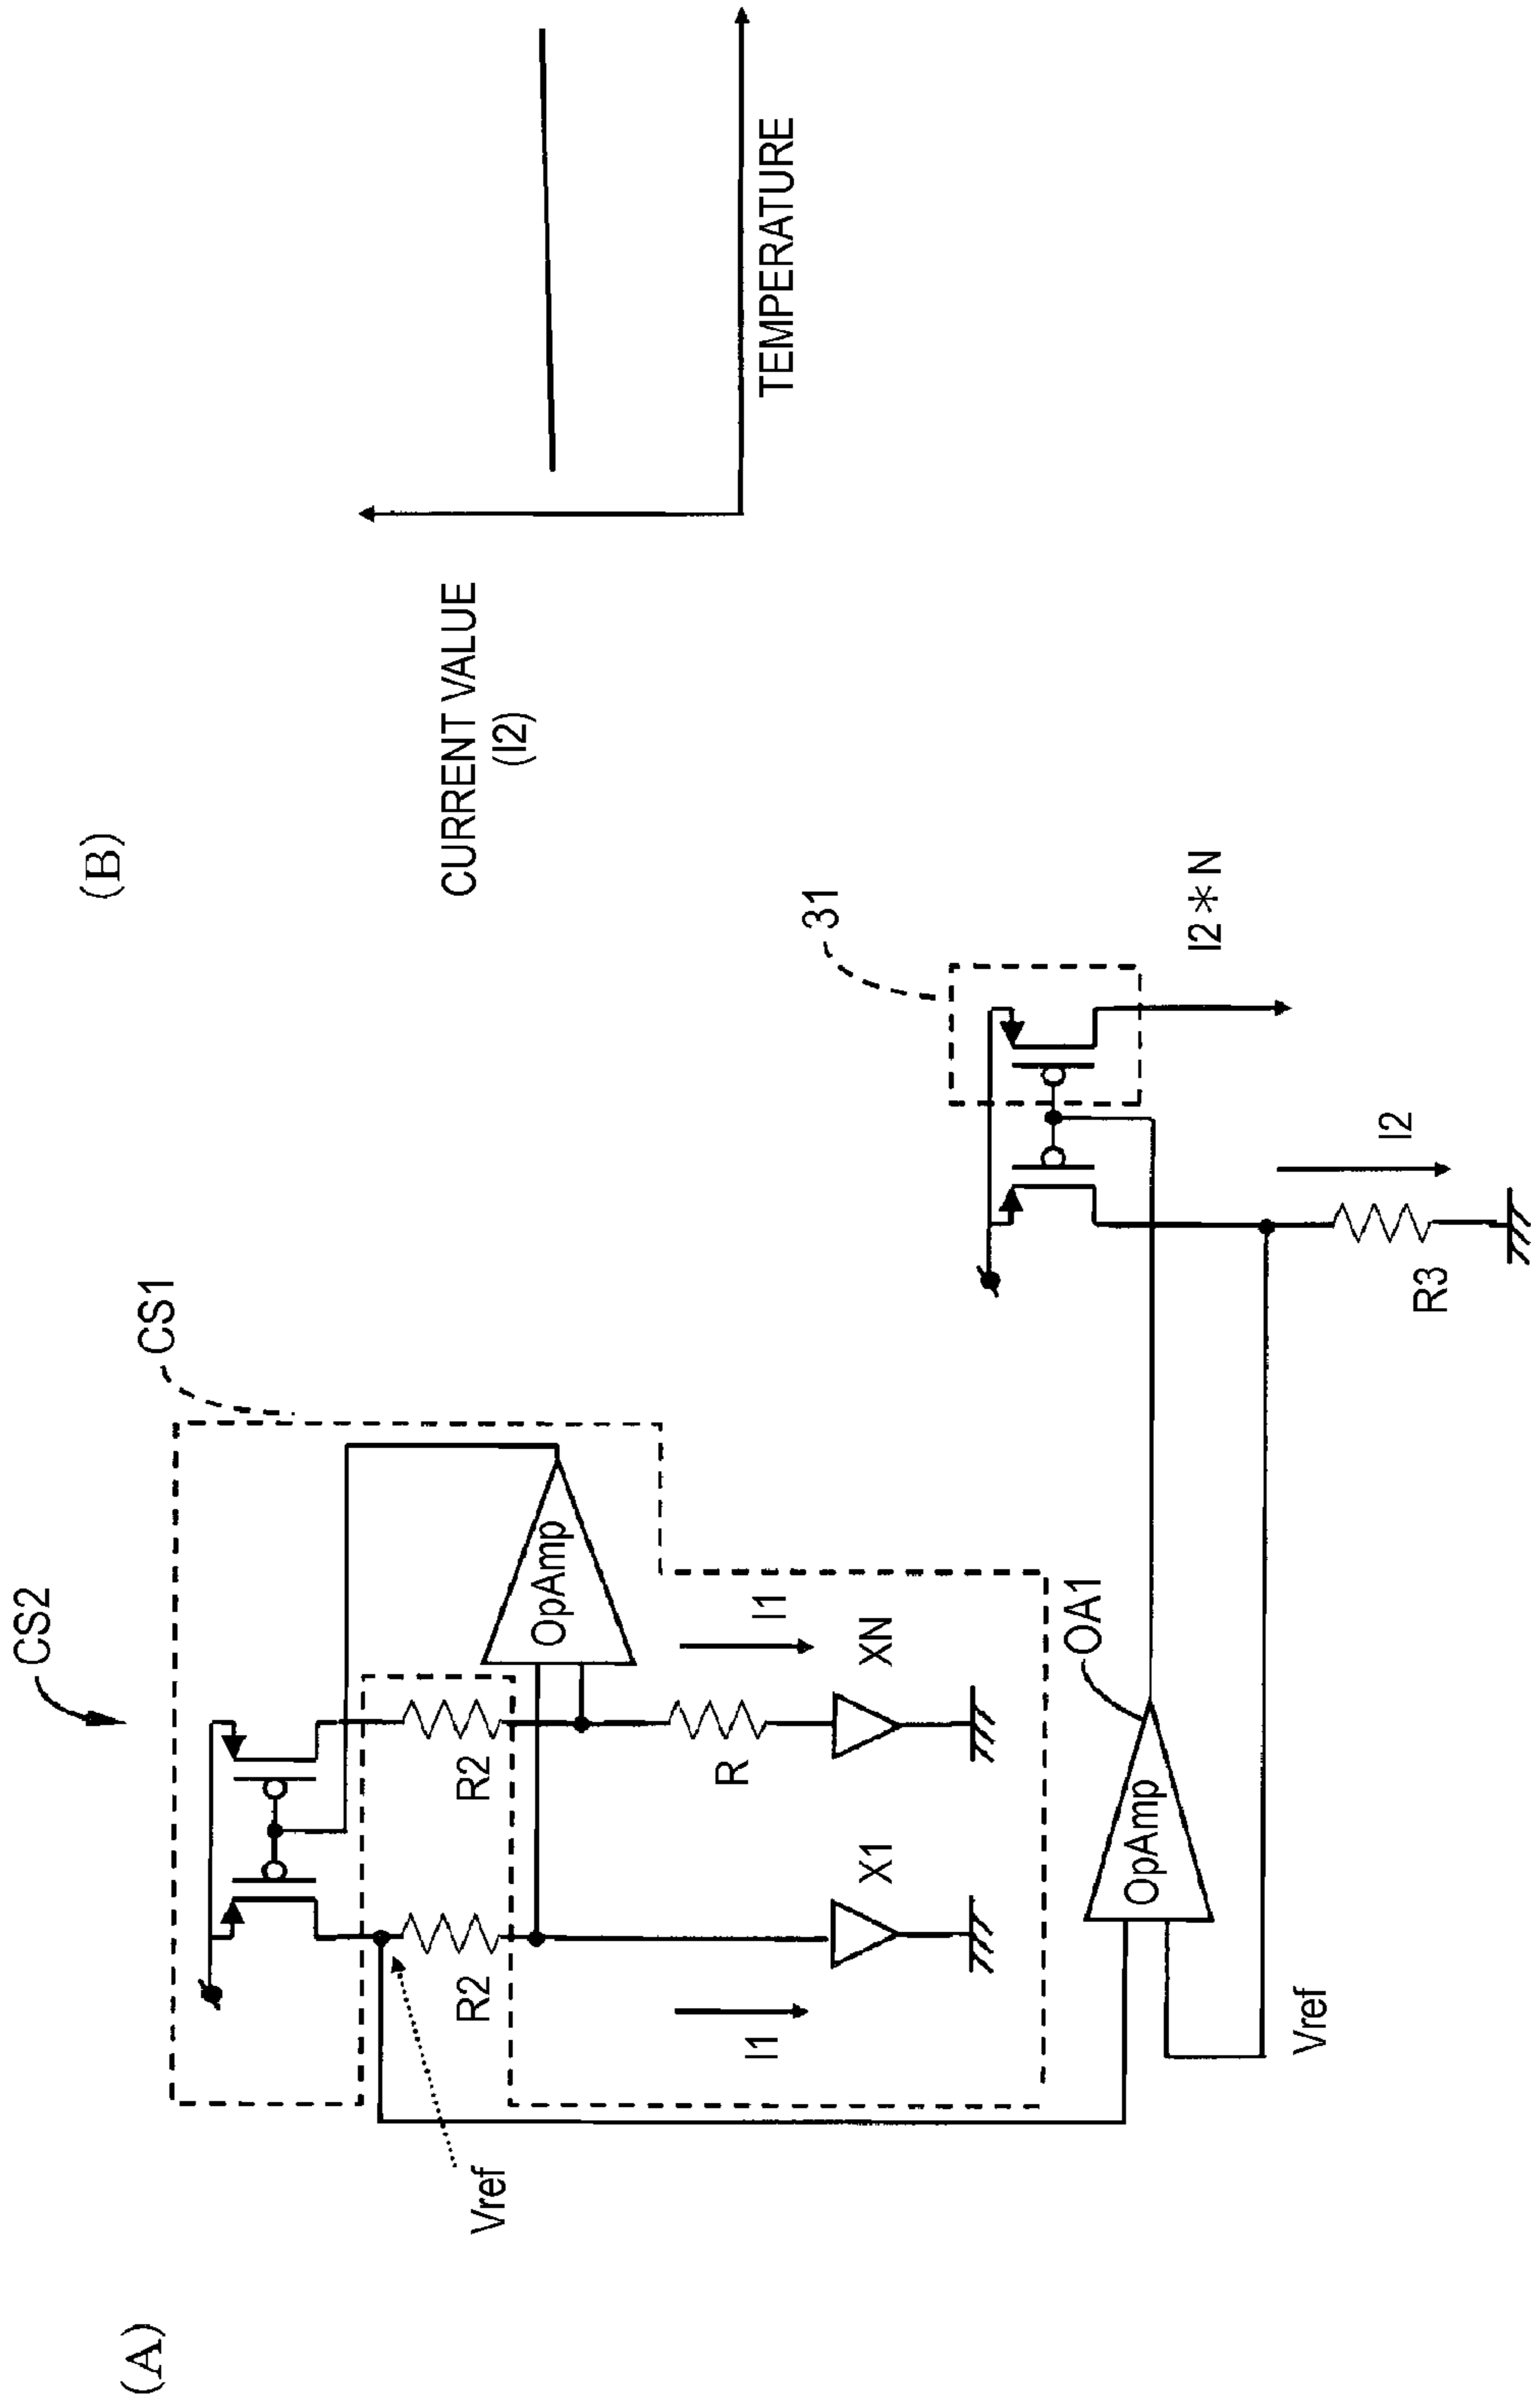 (A)
CS2
CS1
Vref
R2
R2
OpAmp
I1
I1
X1
R
XN
OpAmp
OA1
Vref
31
I2
I2＊N
R3
(B)
CURRENT VALUE
(I2)
TEMPERATURE